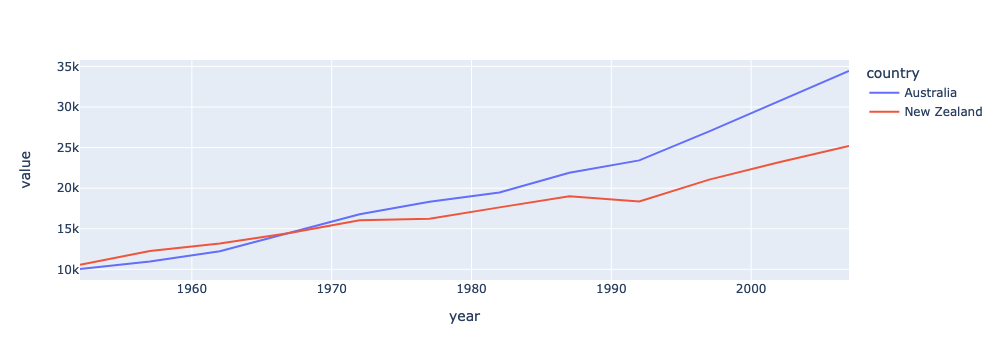 35k
30k
25k
20k
15k
10k
value
1960 1970 1980 1990 2000
year
country
Australia
New Zealand